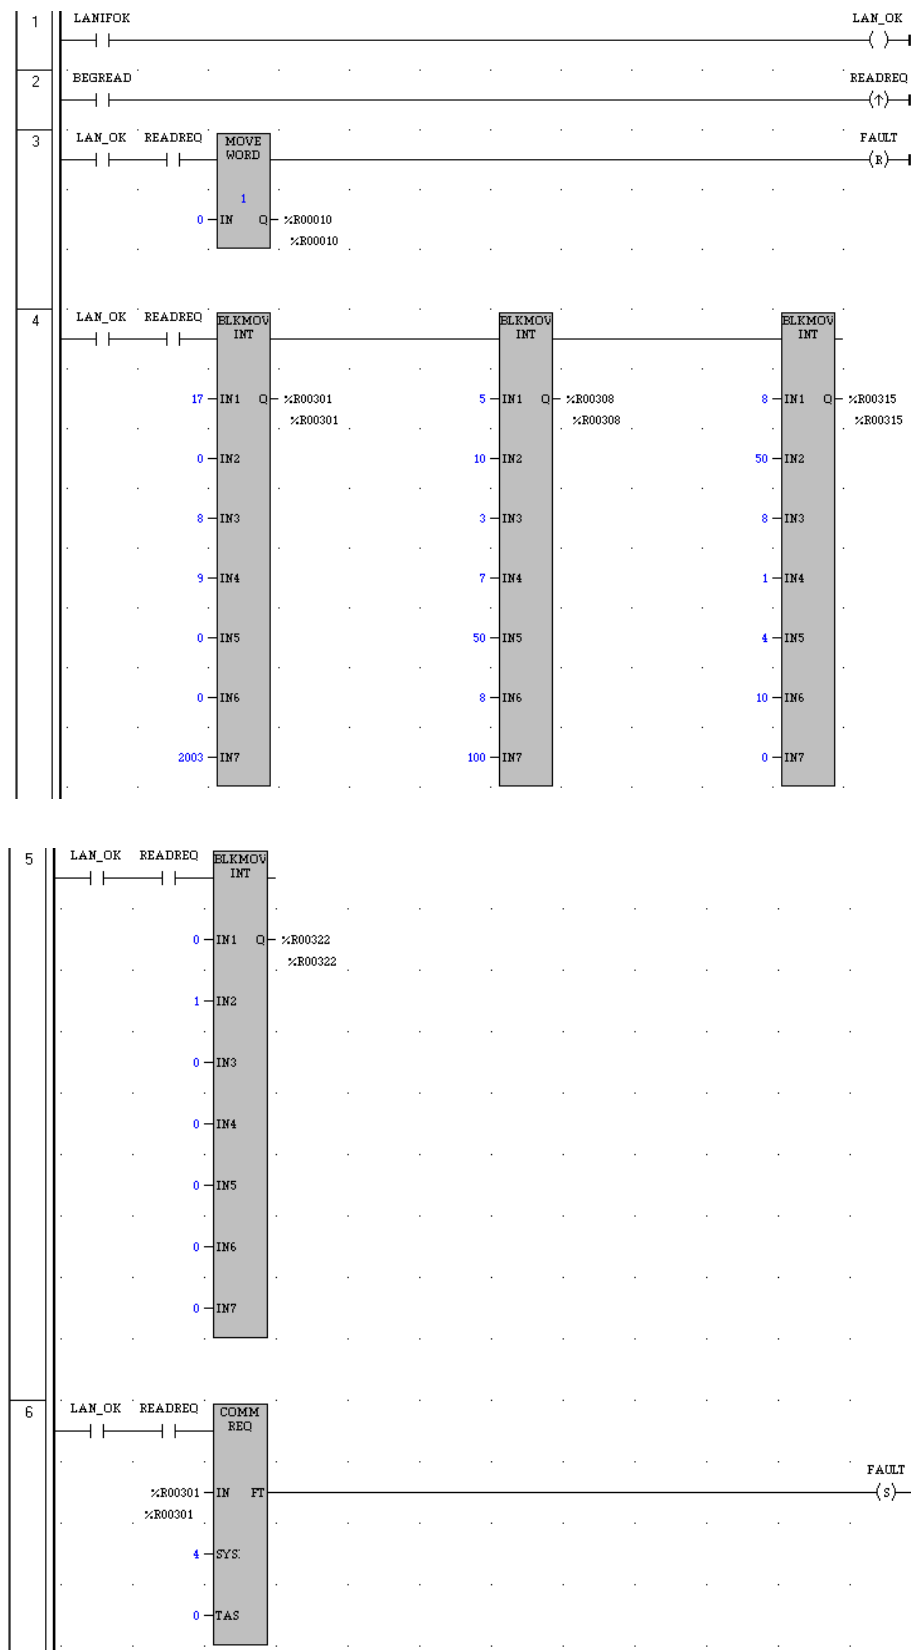 1 LANIFOK LAN_OK
2 BEGREAD READREQ
3 LAN_OK READREQ MOVE FAULT
WORD (R)
1
0 IN Q %R00010
%R00010
4 LAN_OK READREQ BLKMOV BLKMOV BLKMOV
INT INT INT
17 IN1 Q %R00301 5 IN1 Q %R00308 8 IN1 Q %R00315
%R00301 %R00308 %R00315
0 IN2 10 IN2 50 IN2
8 IN3 3 IN3 8 IN3
9 IN4 7 IN4 1 IN4
0 IN5 50 IN5 4 IN5
0 IN6 8 IN6 10 IN6
2003 IN7 100 IN7 0 IN7
5 LAN_OK READREQ BLKMOV
INT
0 IN1 Q %R00322
%R00322
1 IN2
0 IN3
0 IN4
0 IN5
0 IN6
0 IN7
6 LAN_OK READREQ COMM
REQ
FAULT
%R00301 IN FT (S)
%R00301
4 SYS:
0 TAS